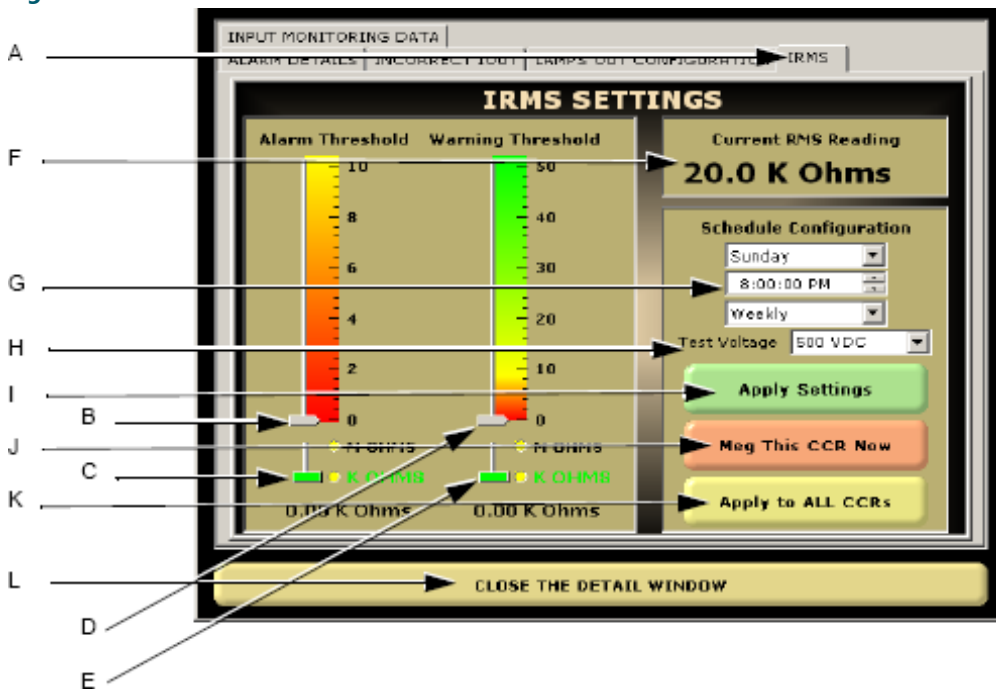 A
B
C
D
E
F
G
H
I
J
K
L
INPUT MONITORING DATA
ALARM DETAILS INCORRECT IOUT LAMPS OUT CONFIGURATION IRMS
IRMS SETTINGS
Alarm Threshold
10
8
6
4
2
0
M OHMS
K OHMS
0.00 K Ohms
Warning Threshold
50
40
30
20
10
0
M OHMS
K OHMS
0.00 K Ohms
Current RMS Reading
20.0 K Ohms
Schedule Configuration
Sunday
8:00:00 PM
Weekly
Test Voltage 500 VDC
Apply Settings
Meg This CCR Now
Apply to ALL CCRs
CLOSE THE DETAIL WINDOW